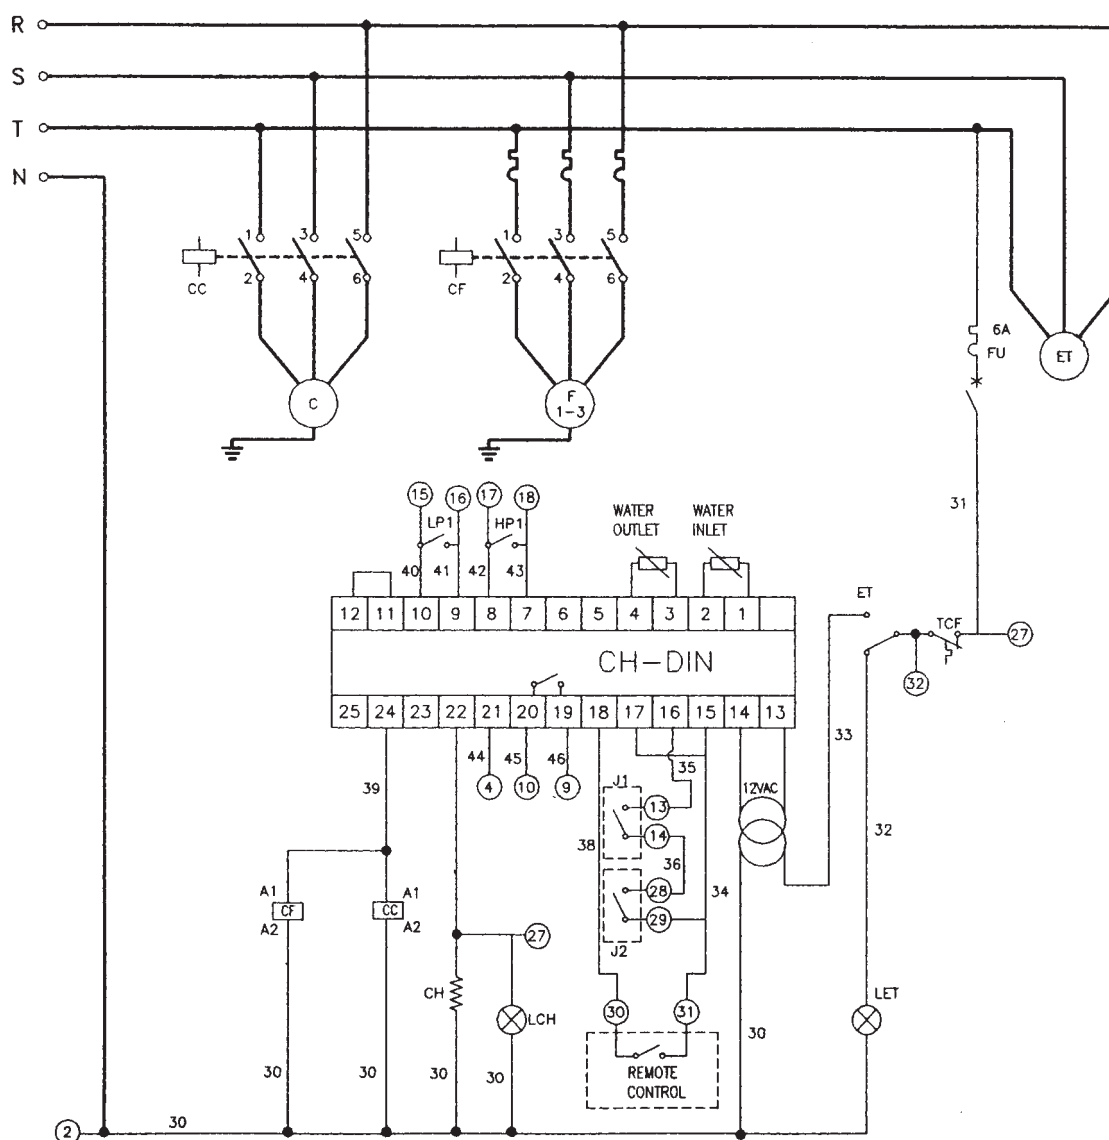 R
S
T
N
1 3 5 1 3 5
CC 2 4 6 CF 2 4 6
6A
FU
ET
C
F
1-3
31
15 16 17 18
LP1 HP1
WATER
OUTLET
WATER
INLET
40 41 42 43
ET
12 11 10 9 8 7 6 5 4 3 2 1
TCF
27
CH-DIN
32
25 24 23 22 21 20 19 18 17 16 15 14 13
33
44 45 46
35
39
4 10 9
J1
12VAC
13
14
32
38
36
34
A1 A1
28
CF CC
A2 A2
29
27
J2
CH
LET
LCH
30 31
30
30 30 30 30
REMOTE
CONTROL
2
30